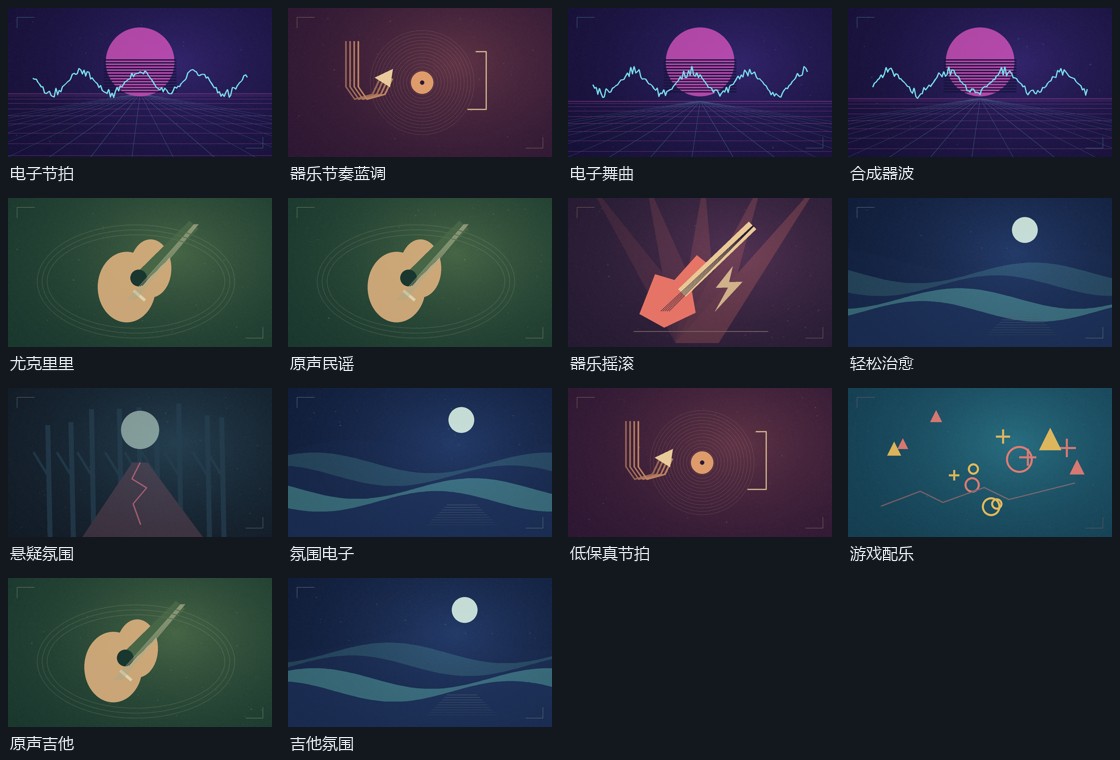 电子节拍
器乐节奏蓝调
电子舞曲
合成器波
尤克里里
原声民谣
器乐摇滚
轻松治愈
悬疑氛围
氛围电子
低保真节拍
游戏配乐
原声吉他
吉他氛围